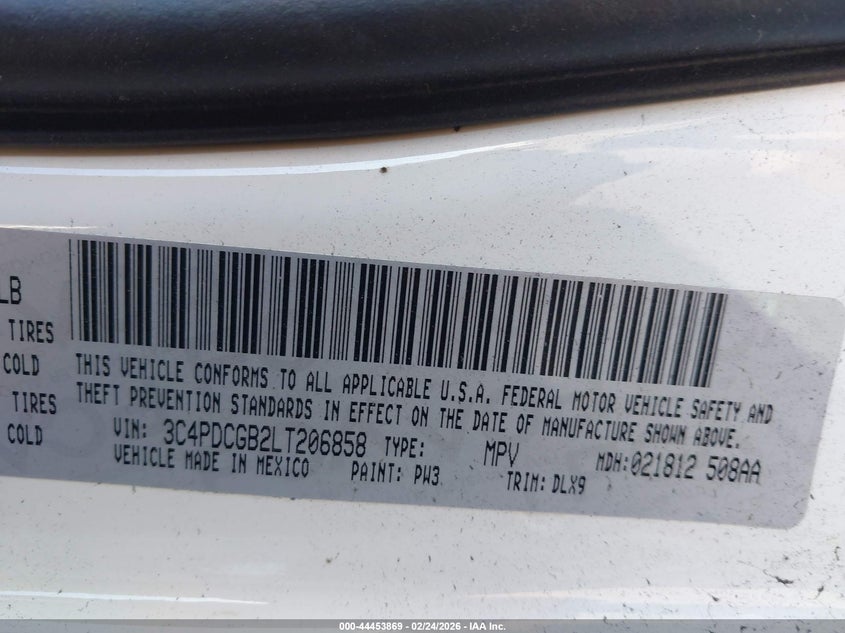 LB
TIRES
COLD
TIRES
COLD
THIS VEHICLE CONFORMS TO ALL APPLICABLE U.S.A. FEDERAL MOTOR VEHICLE SAFETY AND
THEFT PREVENTION STANDARDS IN EFFECT ON THE DATE OF MANUFACTURE SHOWN ABOVE.
VIN: 3C4PDCGB2LT206858 TYPE: MPV MDH:021812 508AA
VEHICLE MADE IN MEXICO PAINT: PW3 TRIM: DLX9
000-44453869 - 02/24/2026 - IAA Inc.